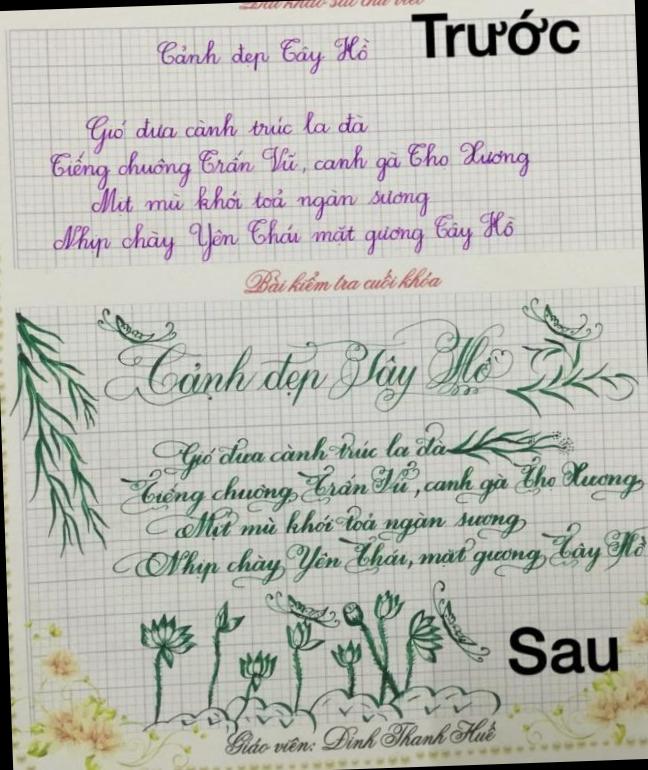 Trước
Cảnh đẹp Tây Hồ
Gió đưa cành trúc la đà
Tiếng chuông Trấn Vũ, canh gà Thọ Xương
Mịt mù khói toả ngàn sương
Nhịp chày Yên Thái mặt gương Tây Hồ
Bài kiểm tra cuối khóa
Cảnh đẹp Tây Hồ
Gió đưa cành trúc la đà
Tiếng chuông Trấn Vũ, canh gà Thọ Xương
Mịt mù khói toả ngàn sương
Nhịp chày Yên Thái, mặt gương Tây Hồ
Sau
Giáo viên: Đinh Thanh Huê